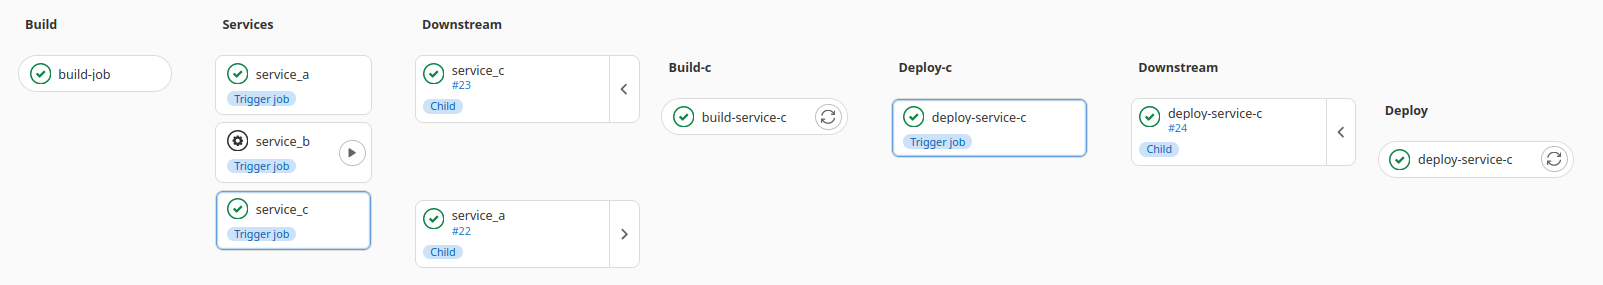 Build
build-job
Services
service_a
Trigger job
service_b
Trigger job
service_c
Trigger job
Downstream
service_c
#23
Child
service_a
#22
Child
Build-c
build-service-c
Deploy-c
deploy-service-c
Trigger job
Downstream
deploy-service-c
#24
Child
Deploy
deploy-service-c